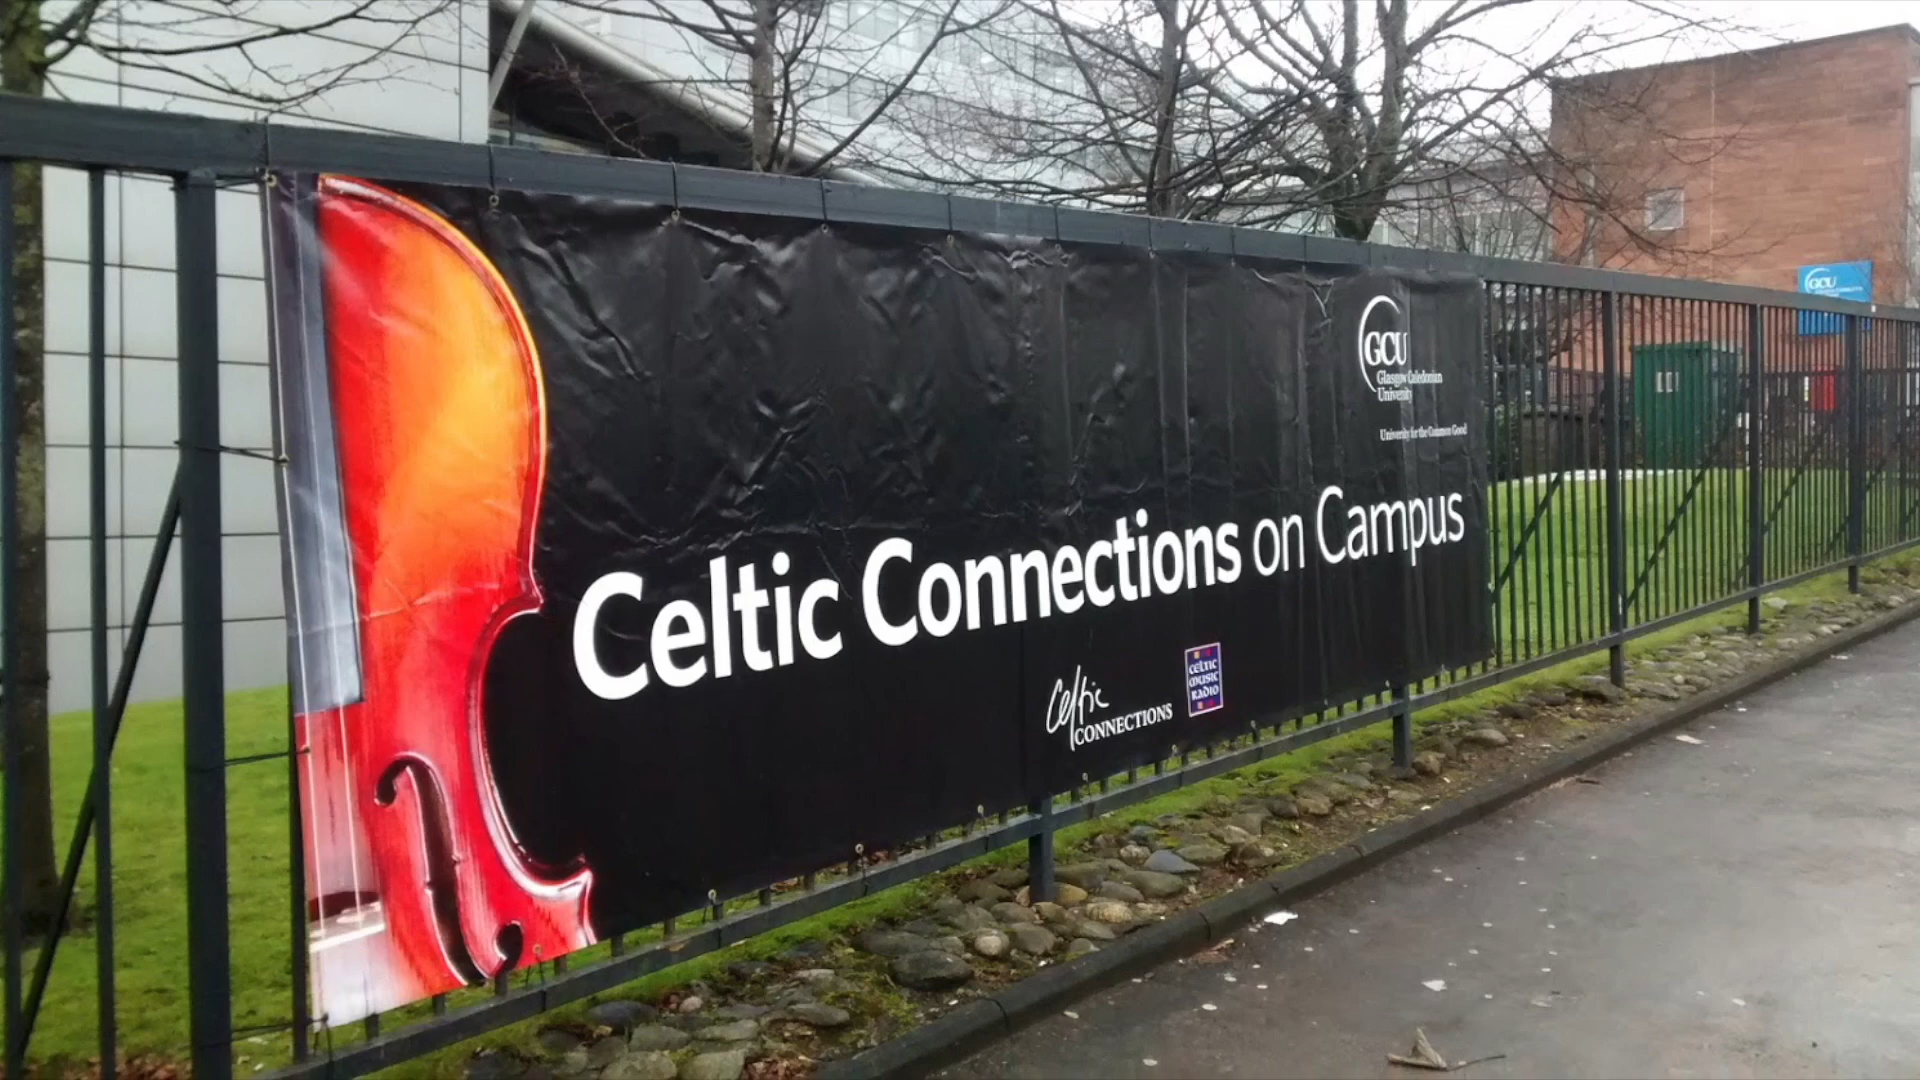 GCU
Glasgow Caledonian
University
University for the Common Good
Celtic Connections on Campus
Celtic
CONNECTIONS
CELTIC
MUSIC
RADIO
GCU